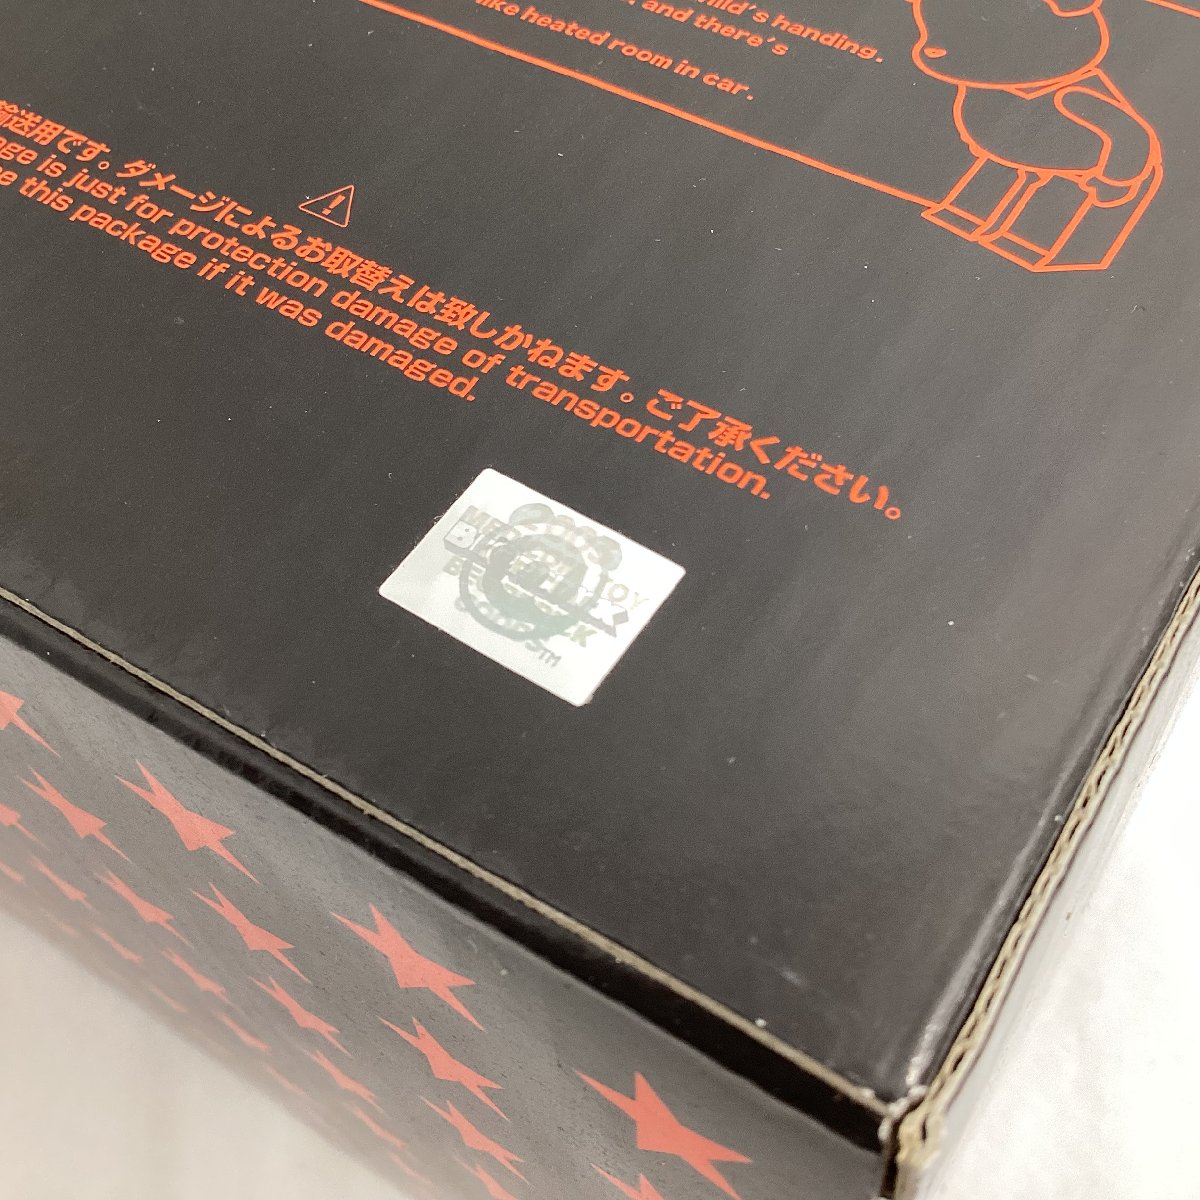 handing.
and there's
like heated room in car.
輸送用です。ダメージによるお取替えは致しかねます。ご了承ください。
is just for protection damage of transportation.
this package if it was damaged.
TOY
TM